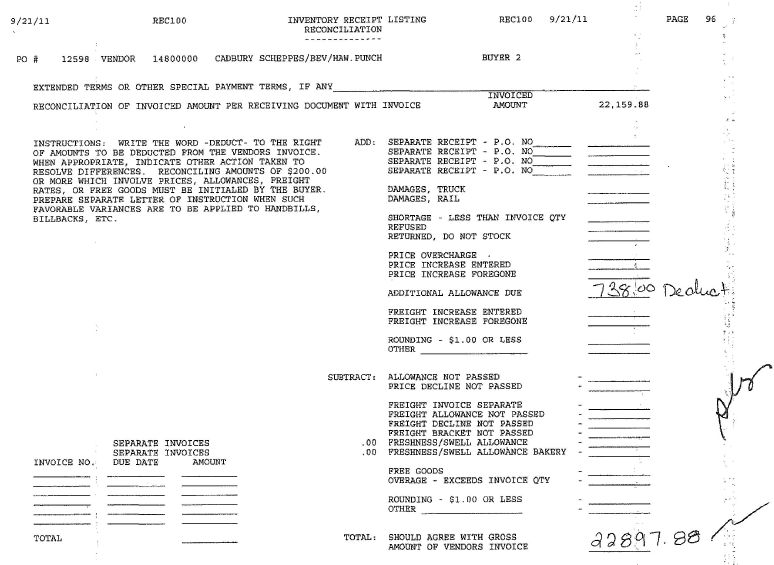 9/21/11 REC100 INVENTORY RECEIPT LISTING REC100 9/21/11 PAGE 96
RECONCILIATION
PO # 12598 VENDOR 14800000 CADBURY SCHEPPES/BEV/HAW.PUNCH BUYER 2
EXTENDED TERMS OR OTHER SPECIAL PAYMENT TERMS, IF ANY
INVOICED
RECONCILIATION OF INVOICED AMOUNT PER RECEIVING DOCUMENT WITH INVOICE AMOUNT 22,159.88
INSTRUCTIONS: WRITE THE WORD -DEDUCT- TO THE RIGHT
OF AMOUNTS TO BE DEDUCTED FROM THE VENDORS INVOICE.
WHEN APPROPRIATE, INDICATE OTHER ACTION TAKEN TO
RESOLVE DIFFERENCES. RECONCILING AMOUNTS OF $200.00
OR MORE WHICH INVOLVE PRICES, ALLOWANCES, FREIGHT
RATES, OR FREE GOODS MUST BE INITIALED BY THE BUYER.
PREPARE SEPARATE LETTER OF INSTRUCTION WHEN SUCH
FAVORABLE VARIANCES ARE TO BE APPLIED TO HANDBILLS,
BILLBACKS, ETC.
ADD: SEPARATE RECEIPT - P.O. NO
SEPARATE RECEIPT - P.O. NO
SEPARATE RECEIPT - P.O. NO
SEPARATE RECEIPT - P.O. NO
DAMAGES, TRUCK
DAMAGES, RAIL
SHORTAGE - LESS THAN INVOICE QTY
REFUSED
RETURNED, DO NOT STOCK
PRICE OVERCHARGE
PRICE INCREASE ENTERED
PRICE INCREASE FOREGONE
ADDITIONAL ALLOWANCE DUE 738.00 Deduct
FREIGHT INCREASE ENTERED
FREIGHT INCREASE FOREGONE
ROUNDING - $1.00 OR LESS
OTHER
SUBTRACT: ALLOWANCE NOT PASSED -
PRICE DECLINE NOT PASSED -
FREIGHT INVOICE SEPARATE -
FREIGHT ALLOWANCE NOT PASSED -
FREIGHT DECLINE NOT PASSED -
FREIGHT BRACKET NOT PASSED -
SEPARATE INVOICES .00 FRESHNESS/SWELL ALLOWANCE -
SEPARATE INVOICES .00 FRESHNESS/SWELL ALLOWANCE BAKERY -
INVOICE NO. DUE DATE AMOUNT
FREE GOODS -
OVERAGE - EXCEEDS INVOICE QTY -
ROUNDING - $1.00 OR LESS -
OTHER -
TOTAL
TOTAL: SHOULD AGREE WITH GROSS
AMOUNT OF VENDORS INVOICE 22897.88